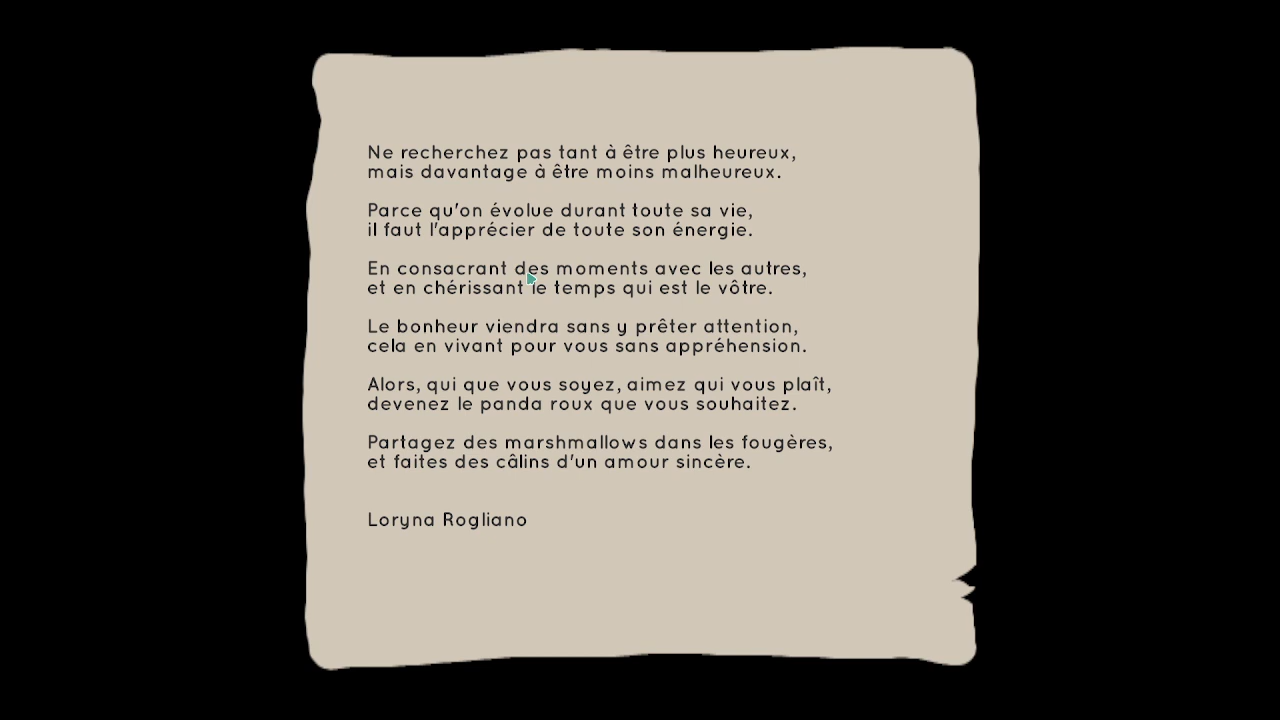 Ne recherchez pas tant à être plus heureux,
mais davantage à être moins malheureux.
Parce qu'on évolue durant toute sa vie,
il faut l'apprécier de toute son énergie.
En consacrant des moments avec les autres,
et en chérissant le temps qui est le vôtre.
Le bonheur viendra sans y prêter attention,
cela en vivant pour vous sans appréhension.
Alors, qui que vous soyez, aimez qui vous plaît,
devenez le panda roux que vous souhaitez.
Partagez des marshmallows dans les fougères,
et faites des câlins d'un amour sincère.
Loryna Rogliano